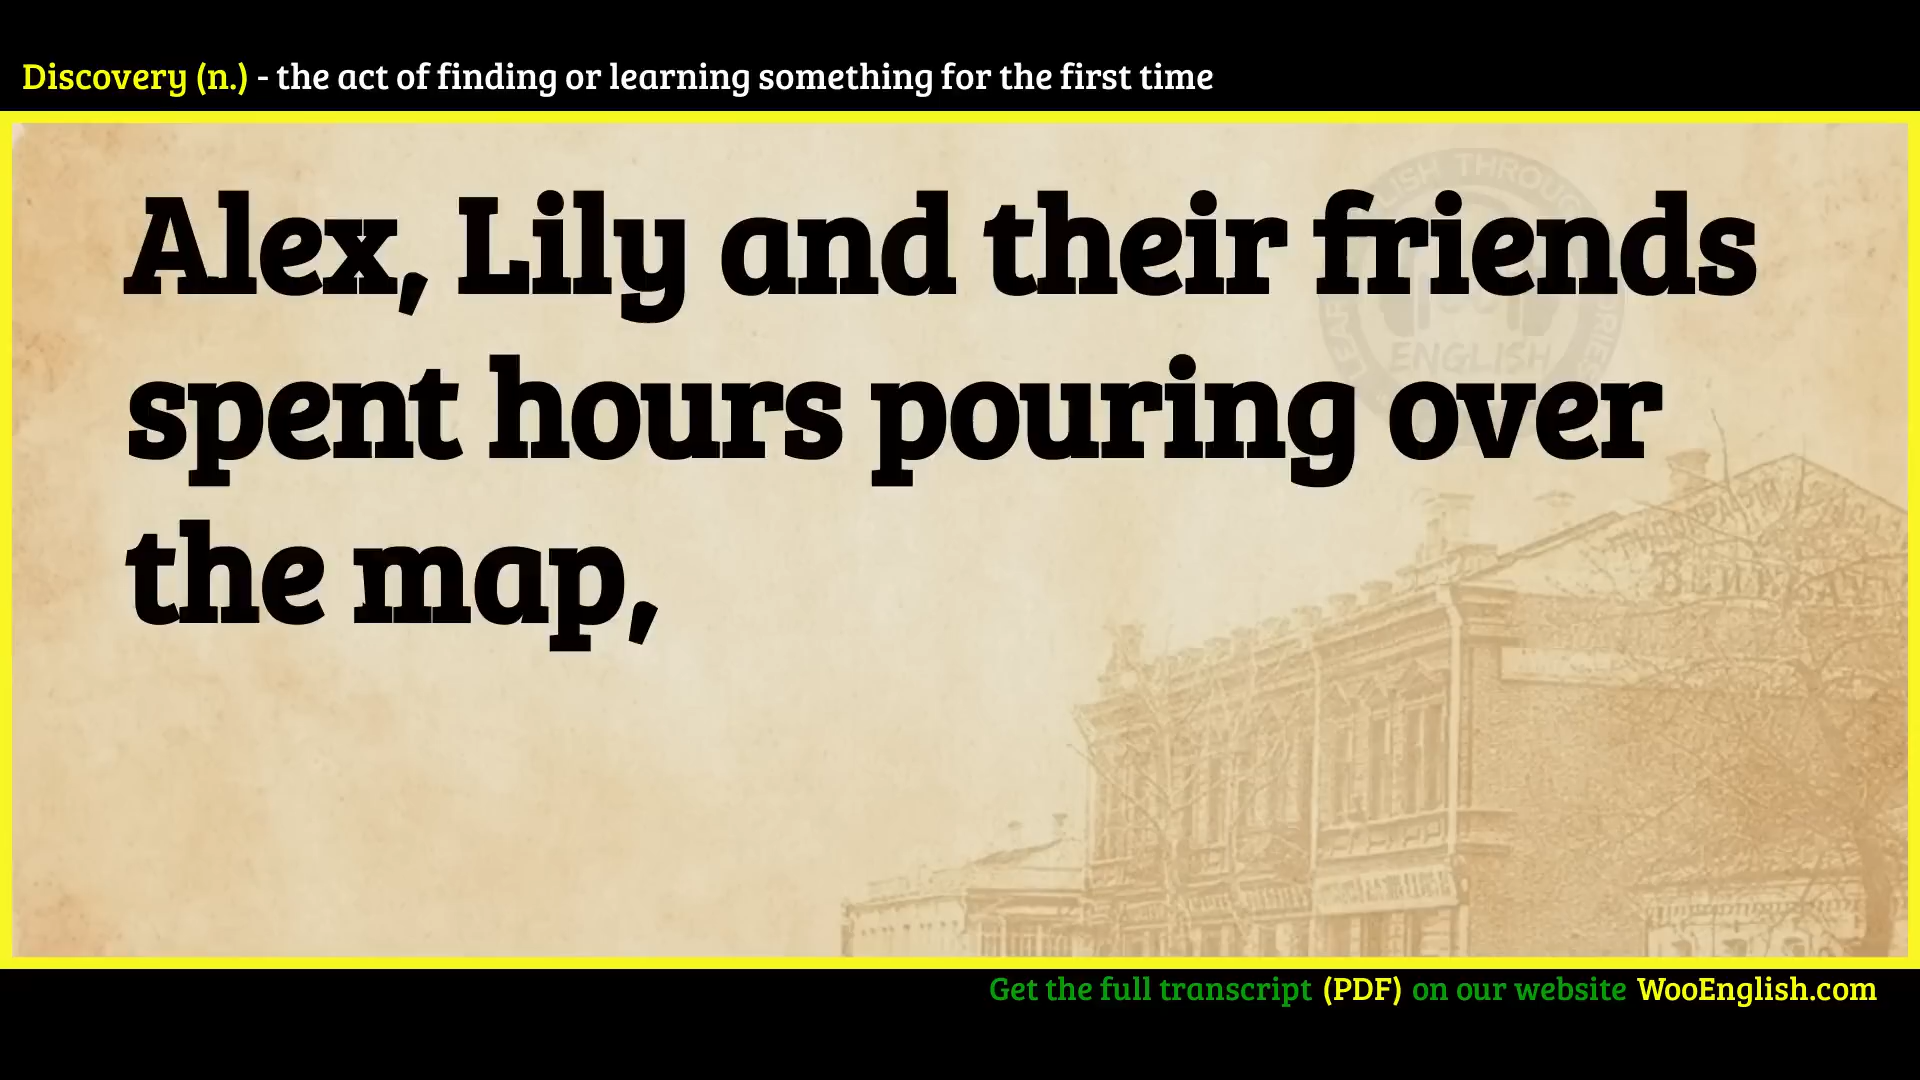 Discovery (n.) - the act of finding or learning something for the first time
Alex, Lily and their friends
spent hours pouring over
the map,
ENGLISH
Get the full transcript (PDF) on our website WooEnglish.com